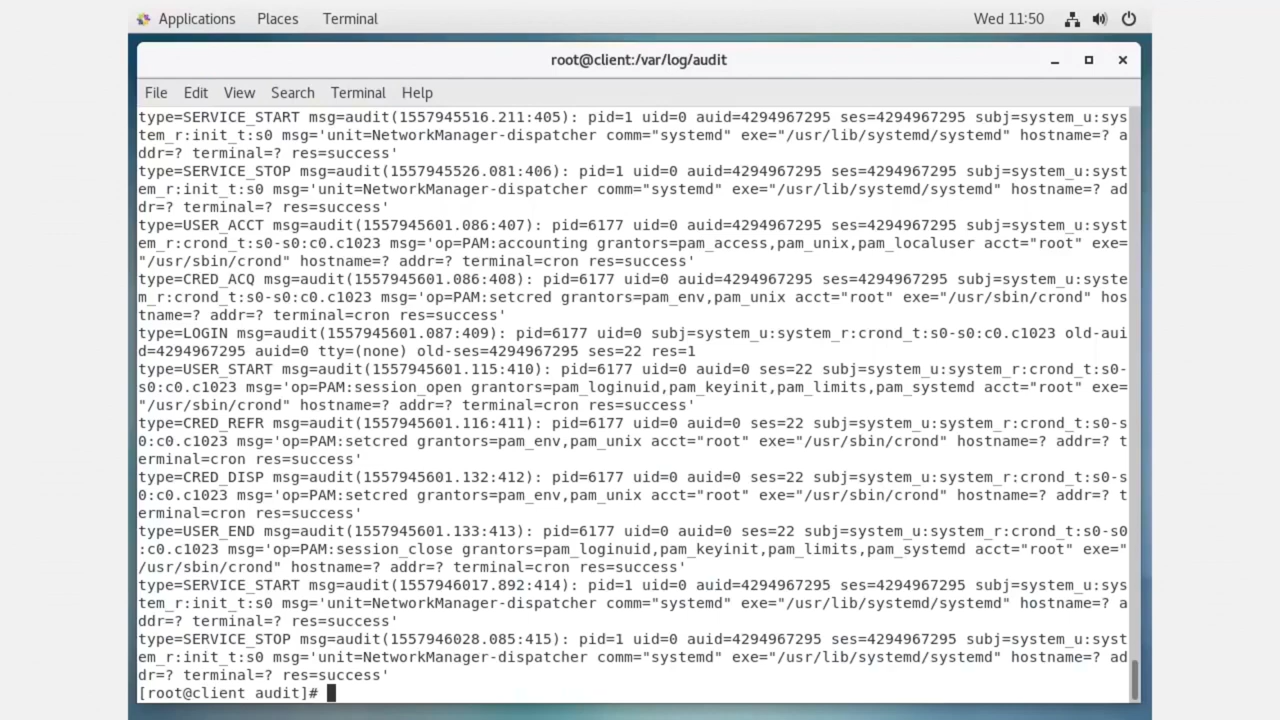 Applications Places Terminal Wed 11:50
root@client:/var/log/audit
File Edit View Search Terminal Help
type=SERVICE_START msg=audit(1557945516.211:405): pid=1 uid=0 auid=4294967295 ses=4294967295 subj=system_u:sys
tem_r:init_t:s0 msg='unit=NetworkManager-dispatcher comm="systemd" exe="/usr/lib/systemd/systemd" hostname=? a
ddr=? terminal=? res=success'
type=SERVICE_STOP msg=audit(1557945526.081:406): pid=1 uid=0 auid=4294967295 ses=4294967295 subj=system_u:syst
em_r:init_t:s0 msg='unit=NetworkManager-dispatcher comm="systemd" exe="/usr/lib/systemd/systemd" hostname=? ad
dr=? terminal=? res=success'
type=USER_ACCT msg=audit(1557945601.086:407): pid=6177 uid=0 auid=4294967295 ses=4294967295 subj=system_u:syst
em_r:crond_t:s0-s0:c0.c1023 msg='op=PAM:accounting grantors=pam_access,pam_unix,pam_localuser acct="root" exe=
"/usr/sbin/crond" hostname=? addr=? terminal=cron res=success'
type=CRED_ACQ msg=audit(1557945601.086:408): pid=6177 uid=0 auid=4294967295 ses=4294967295 subj=system_u:syste
m_r:crond_t:s0-s0:c0.c1023 msg='op=PAM:setcred grantors=pam_env,pam_unix acct="root" exe="/usr/sbin/crond" hos
tname=? addr=? terminal=cron res=success'
type=LOGIN msg=audit(1557945601.087:409): pid=6177 uid=0 subj=system_u:system_r:crond_t:s0-s0:c0.c1023 old-aui
d=4294967295 auid=0 tty=(none) old-ses=4294967295 ses=22 res=1
type=USER_START msg=audit(1557945601.115:410): pid=6177 uid=0 auid=0 ses=22 subj=system_u:system_r:crond_t:s0-
s0:c0.c1023 msg='op=PAM:session_open grantors=pam_loginuid,pam_keyinit,pam_limits,pam_systemd acct="root" exe=
"/usr/sbin/crond" hostname=? addr=? terminal=cron res=success'
type=CRED_REFR msg=audit(1557945601.116:411): pid=6177 uid=0 auid=0 ses=22 subj=system_u:system_r:crond_t:s0-s
0:c0.c1023 msg='op=PAM:setcred grantors=pam_env,pam_unix acct="root" exe="/usr/sbin/crond" hostname=? addr=? t
erminal=cron res=success'
type=CRED_DISP msg=audit(1557945601.132:412): pid=6177 uid=0 auid=0 ses=22 subj=system_u:system_r:crond_t:s0-s
0:c0.c1023 msg='op=PAM:setcred grantors=pam_env,pam_unix acct="root" exe="/usr/sbin/crond" hostname=? addr=? t
erminal=cron res=success'
type=USER_END msg=audit(1557945601.133:413): pid=6177 uid=0 auid=0 ses=22 subj=system_u:system_r:crond_t:s0-s0
:c0.c1023 msg='op=PAM:session_close grantors=pam_loginuid,pam_keyinit,pam_limits,pam_systemd acct="root" exe="
/usr/sbin/crond" hostname=? addr=? terminal=cron res=success'
type=SERVICE_START msg=audit(1557946017.892:414): pid=1 uid=0 auid=4294967295 ses=4294967295 subj=system_u:sys
tem_r:init_t:s0 msg='unit=NetworkManager-dispatcher comm="systemd" exe="/usr/lib/systemd/systemd" hostname=? a
ddr=? terminal=? res=success'
type=SERVICE_STOP msg=audit(1557946028.085:415): pid=1 uid=0 auid=4294967295 ses=4294967295 subj=system_u:syst
em_r:init_t:s0 msg='unit=NetworkManager-dispatcher comm="systemd" exe="/usr/lib/systemd/systemd" hostname=? ad
dr=? terminal=? res=success'
[root@client audit]#